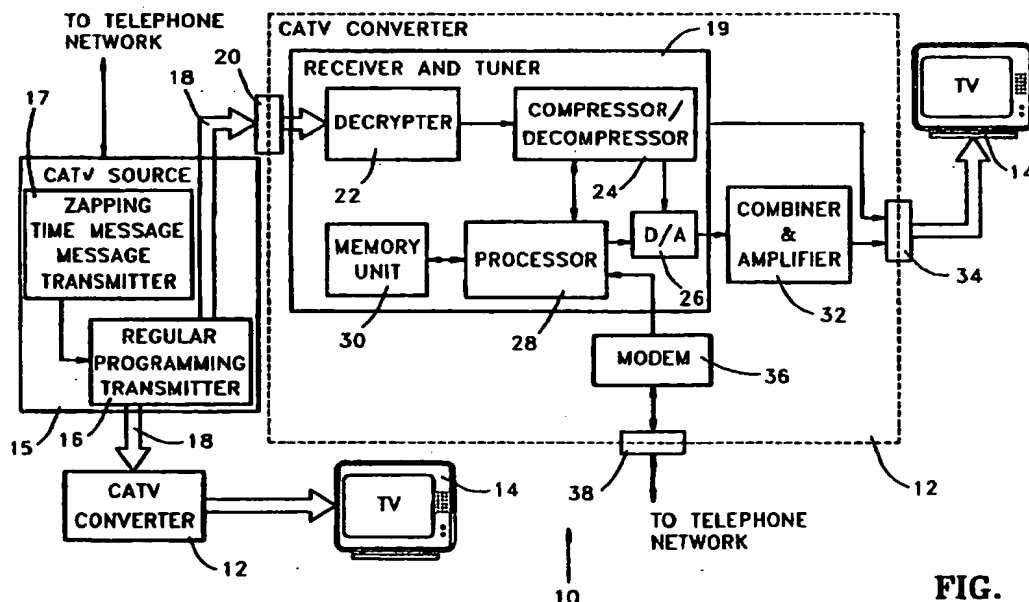 TO TELEPHONE
NETWORK
CATV CONVERTER
19
20
18
RECEIVER AND TUNER
17
DECRYPTER
22
COMPRESSOR/
DECOMPRESSOR
24
TV
14
CATV SOURCE
ZAPPING
TIME MESSAGE
MESSAGE
TRANSMITTER
MEMORY
UNIT
30
PROCESSOR
28
D/A
26
COMBINER
&
AMPLIFIER
32
34
REGULAR
PROGRAMMING
TRANSMITTER
MODEM
36
15
16
18
38
12
CATV
CONVERTER
12
TV
14
TO TELEPHONE
NETWORK
10
FIG.